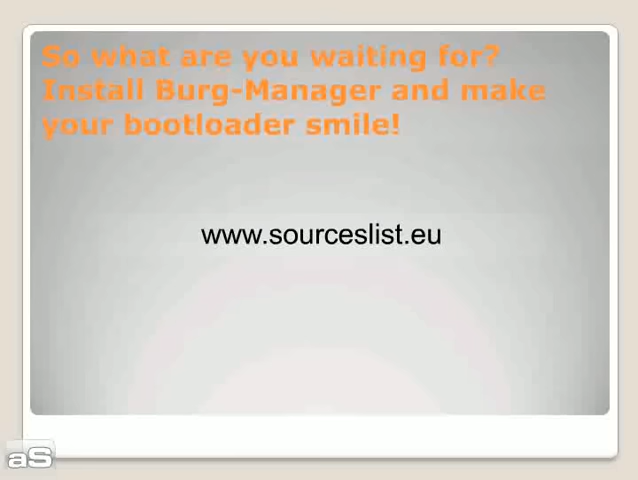 So what are you waiting for?
Install Burg-Manager and make
your bootloader smile!
www.sourceslist.eu
aS